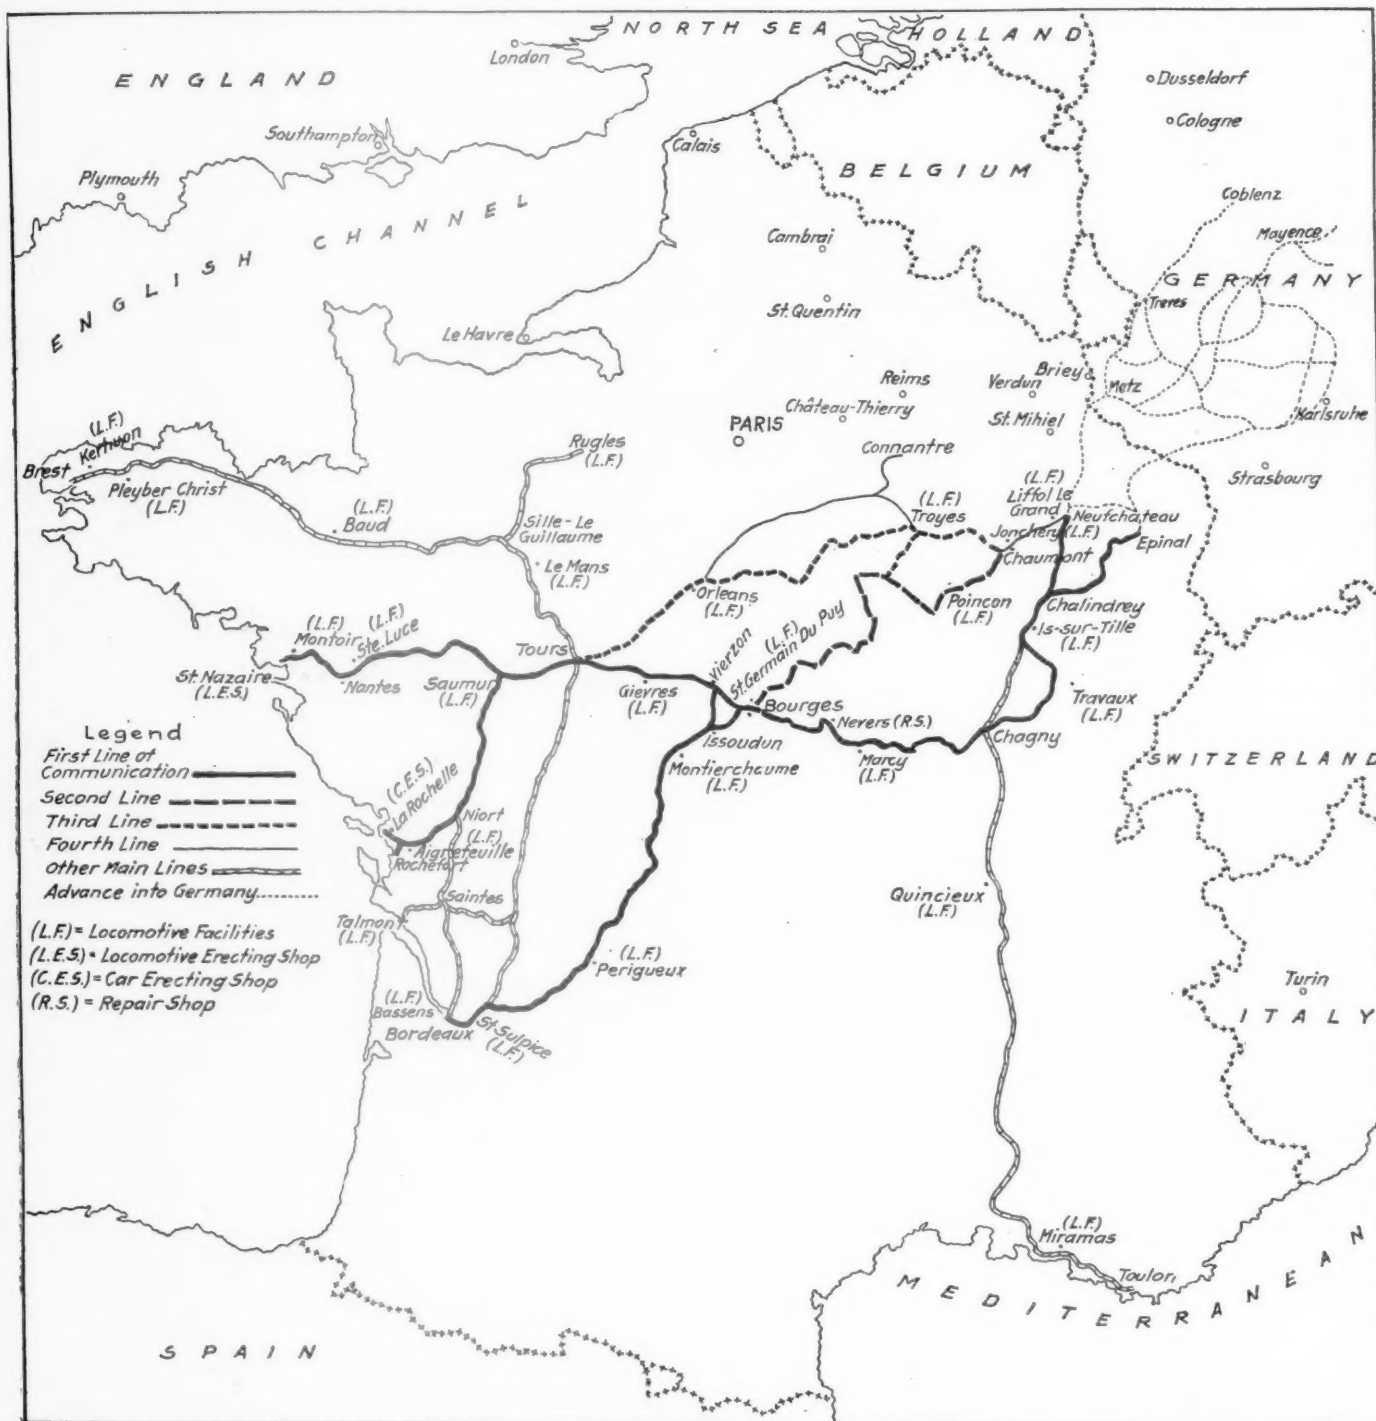 NORTH SEA
HOLLAND
London
ENGLAND
Dusseldorf
Southampton
Cologne
Calais
Plymouth
BELGIUM
Coblenz
ENGLISH CHANNEL
Cambrai
Mayence
GERMANY
Treves
St. Quentin
Le Havre
Briey
Metz
Reims
Verdun
Château-Thierry
St. Mihiel
Karlsruhe
PARIS
(L.F.)
Kerhuon
Brest
Rugles
(L.F.)
Connantre
Strasbourg
Pleyber Christ
(L.F.)
(L.F.)
Baud
Sille-Le
Guillaume
(L.F.)
Troyes
(L.F.)
Liffol Le
Grand
Neufchâteau
Jonchery (L.F.)
Chaumont
Epinal
Le Mans
(L.F.)
Orleans
(L.F.)
Poincon
(L.F.)
Chalindrey
Is-sur-Tille
(L.F.)
(L.F.)
Montoir
(L.F.)
Ste. Luce
Tours
Vierzon
(L.F.)
St. Germain Du Puy
St. Nazaire
(L.E.S.)
Nantes
Saumur
(L.F.)
Gievres
(L.F.)
Bourges
Travaux
(L.F.)
Nevers (R.S.)
Chagny
Issoudun
Marcy
(L.F.)
Montierchaume
(L.F.)
SWITZERLAND
Legend
First Line of
Communication
Second Line
Third Line
Fourth Line
Other Main Lines
Advance into Germany
(L.F.) = Locomotive Facilities
(L.E.S.) = Locomotive Erecting Shop
(C.E.S.) = Car Erecting Shop
(R.S.) = Repair Shop
(C.E.S.)
La Rochelle
Niort
(L.F.)
Aigrefeuille
Rochefort
Saintes
Talmont
(L.F.)
Quincieux
(L.F.)
(L.F.)
Perigueux
(L.F.)
Bassens
Bordeaux
St. Sulpice
(L.F.)
Turin
ITALY
(L.F.)
Miramas
Toulon
MEDITERRANEAN
SPAIN